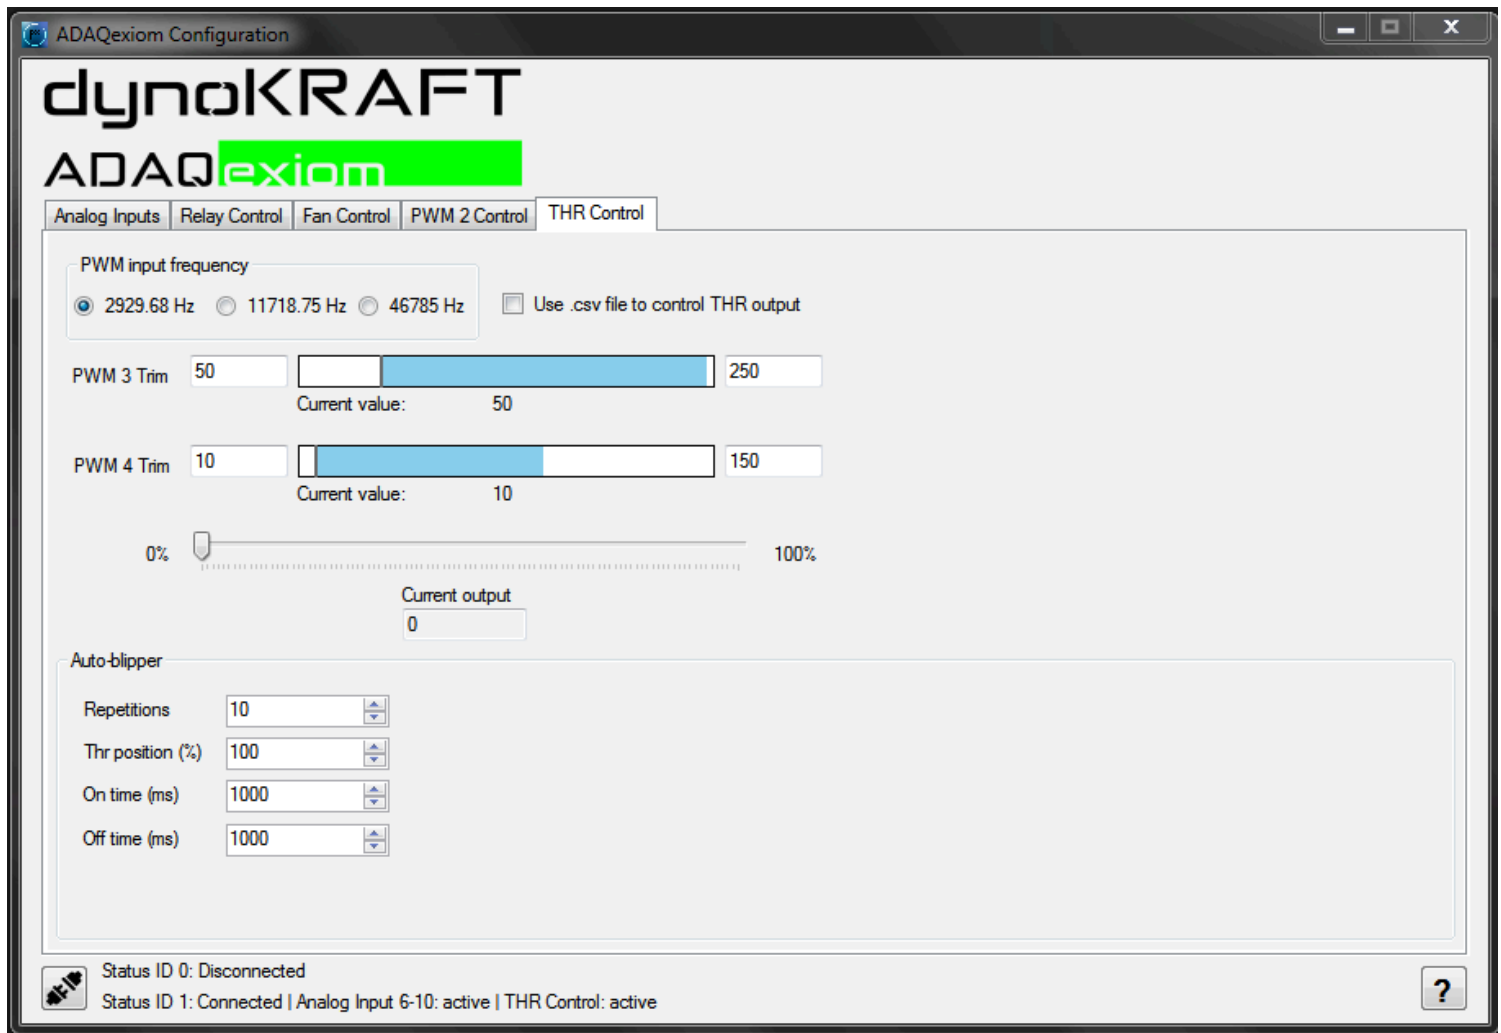 ADAQexiom Configuration
dynoKRAFT
ADAQexiom
Analog Inputs Relay Control Fan Control PWM 2 Control THR Control
PWM input frequency
2929.68 Hz 11718.75 Hz 46785 Hz Use .csv file to control THR output
PWM 3 Trim 50 250
Current value: 50
PWM 4 Trim 10 150
Current value: 10
0% 100%
Current output
0
Auto-blipper
Repetitions 10
Thr position (%) 100
On time (ms) 1000
Off time (ms) 1000
Status ID 0: Disconnected
Status ID 1: Connected | Analog Input 6-10: active | THR Control: active
?